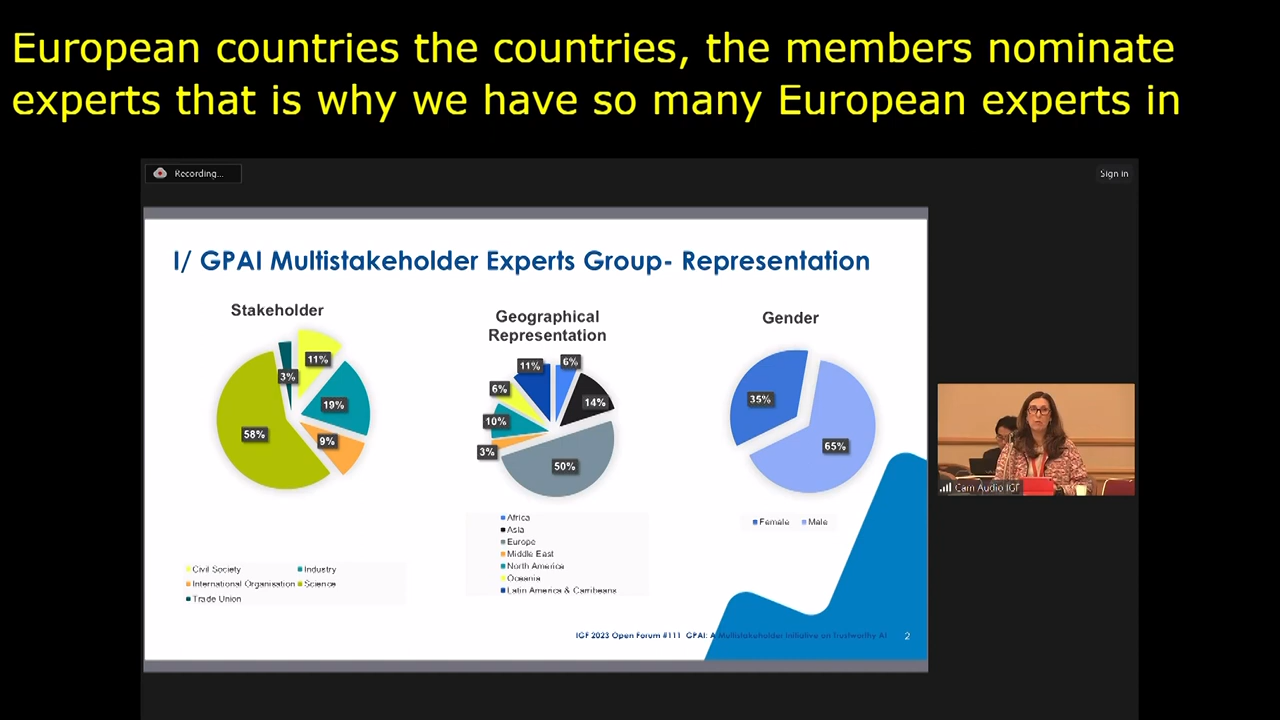 European countries the countries, the members nominate
experts that is why we have so many European experts in
Recording...
Sign in
I/ GPAI Multistakeholder Experts Group- Representation
Stakeholder
3%
11%
19%
9%
58%
Civil Society
Industry
International Organisation
Science
Trade Union
Geographical
Representation
11%
6%
6%
14%
10%
3%
50%
Africa
Asia
Europe
Middle East
North America
Oceania
Latin America & Carribeans
Gender
35%
65%
Female
Male
Cam Audio IGF
IGF 2023 Open Forum #111 GPAI: A Multistakeholder Initiative on Trustworthy AI
2